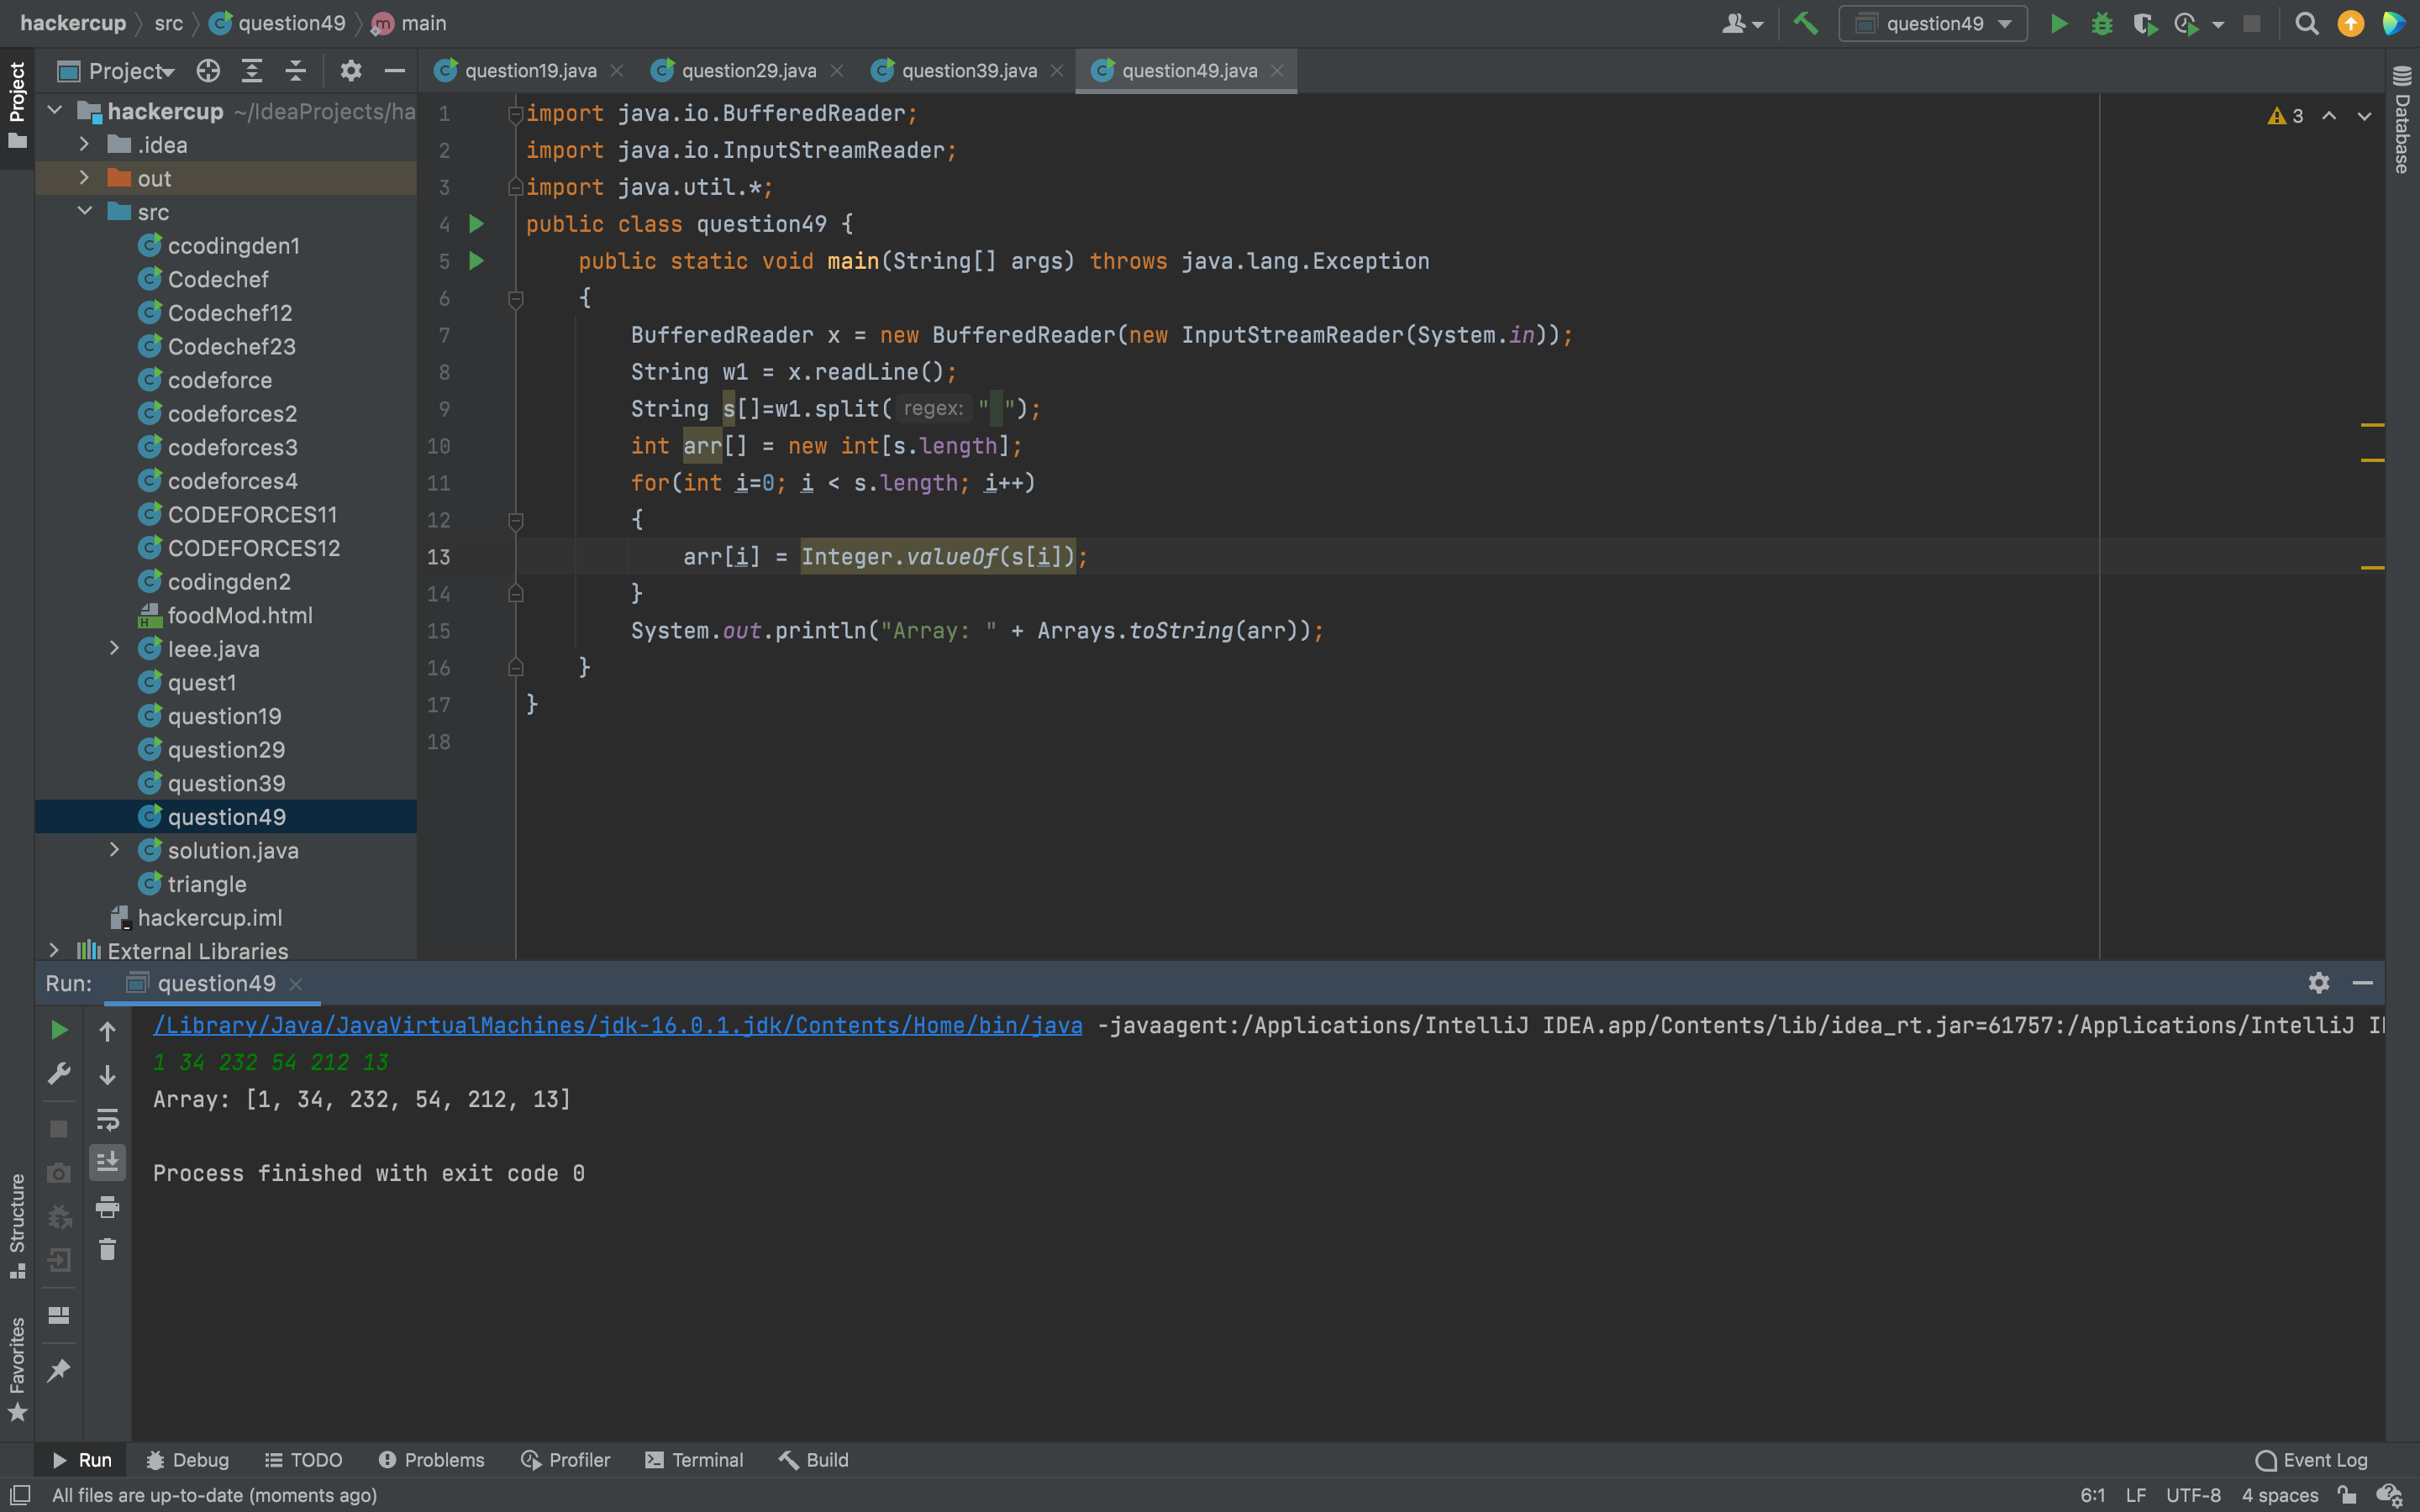 hackercup src question49 main
question49
Project
question19.java
question29.java
question39.java
question49.java
Project
Database
hackercup ~/IdeaProjects/ha
.idea
out
src
ccodingden1
Codechef
Codechef12
Codechef23
codeforce
codeforces2
codeforces3
codeforces4
CODEFORCES11
CODEFORCES12
codingden2
foodMod.html
leee.java
quest1
question19
question29
question39
question49
solution.java
triangle
hackercup.iml
External Libraries
3
1 import java.io.BufferedReader;
2 import java.io.InputStreamReader;
3 import java.util.*;
4 public class question49 {
5 public static void main(String[] args) throws java.lang.Exception
6 {
7 BufferedReader x = new BufferedReader(new InputStreamReader(System.in));
8 String w1 = x.readLine();
9 String s[]=w1.split( regex: " ");
10 int arr[] = new int[s.length];
11 for(int i=0; i < s.length; i++)
12 {
13 arr[i] = Integer.valueOf(s[i]);
14 }
15 System.out.println("Array: " + Arrays.toString(arr));
16 }
17 }
18
Run: question49
/Library/Java/JavaVirtualMachines/jdk-16.0.1.jdk/Contents/Home/bin/java -javaagent:/Applications/IntelliJ IDEA.app/Contents/lib/idea_rt.jar=61757:/Applications/IntelliJ I
1 34 232 54 212 13
Array: [1, 34, 232, 54, 212, 13]
Process finished with exit code 0
Structure
Favorites
Run Debug TODO Problems Profiler Terminal Build Event Log
All files are up-to-date (moments ago) 6:1 LF UTF-8 4 spaces